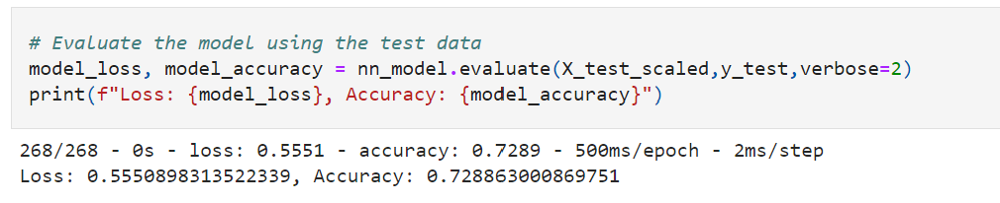 # Evaluate the model using the test data
model_loss, model_accuracy = nn_model.evaluate(X_test_scaled,y_test,verbose=2)
print(f"Loss: {model_loss}, Accuracy: {model_accuracy}")
268/268 - 0s - loss: 0.5551 - accuracy: 0.7289 - 500ms/epoch - 2ms/step
Loss: 0.5550898313522339, Accuracy: 0.728863000869751